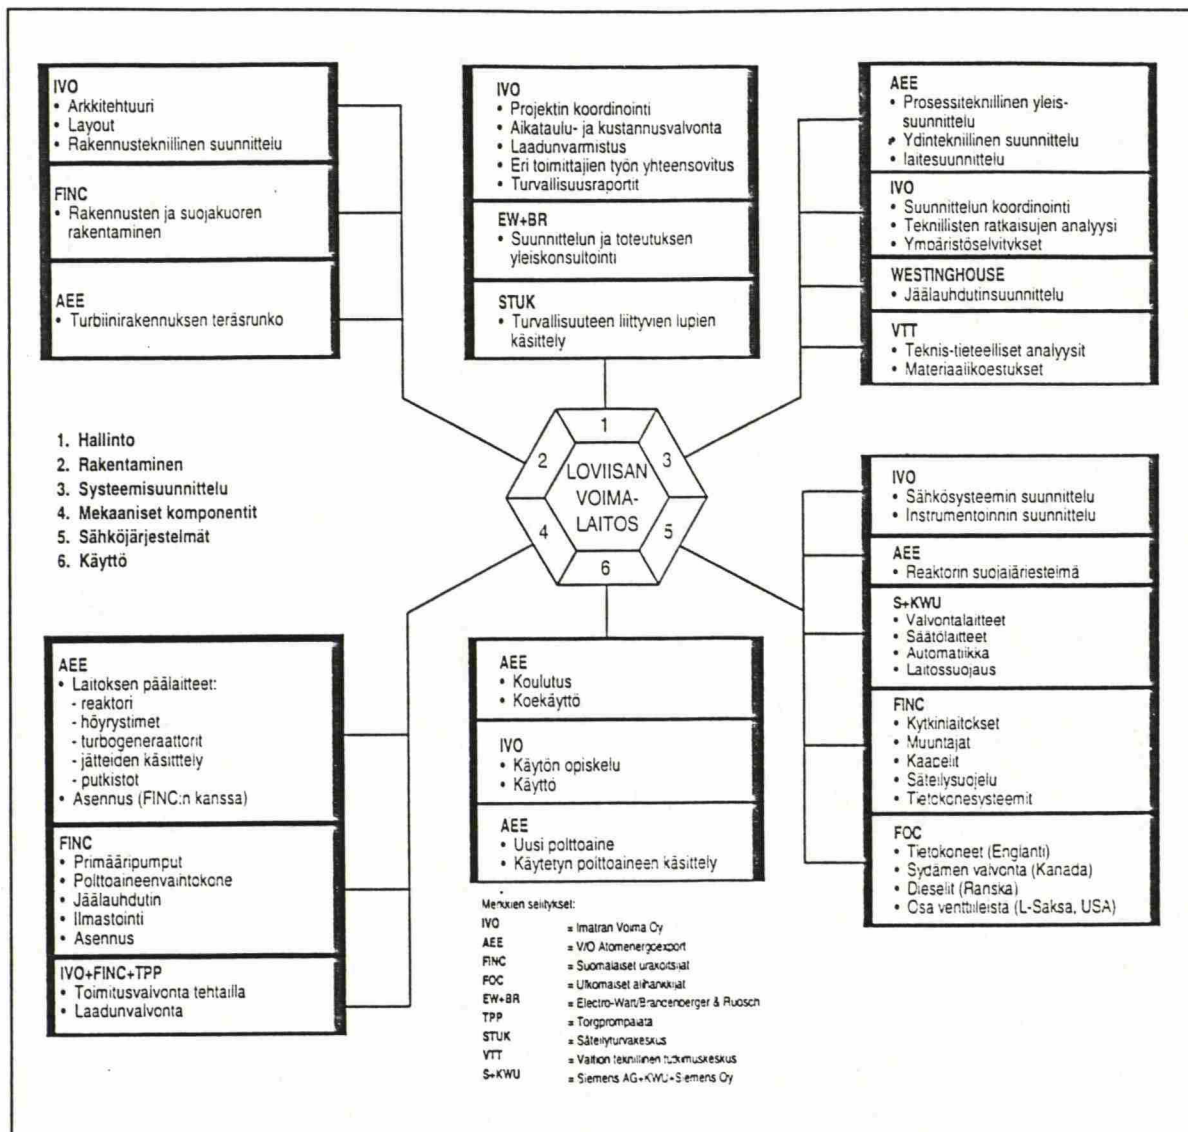 IVO
• Arkkitehtuuri
• Layout
• Rakennusteknillinen suunnittelu
FINC
• Rakennusten ja suojakuoren
rakentaminen
AEE
• Turbiinirakennuksen teräsrunko
IVO
• Projektin koordinointi
• Aikataulu- ja kustannusvalvonta
• Laadunvarmistus
• Eri toimittajien työn yhteensovitus
• Turvallisuusraportit
EW+BR
• Suunnittelun ja toteutuksen
yleiskonsultointi
STUK
• Turvallisuuteen liittyvien lupien
käsittely
AEE
• Prosessiteknillinen yleis-
suunnittelu
• Ydinteknillinen suunnittelu
• laitesuunnittelu
IVO
• Suunnittelun koordinointi
• Teknillisten ratkaisujen analyysi
• Ympäristöselvitykset
WESTINGHOUSE
• Jäälauhdutinsuunnittelu
VTT
• Teknis-tieteelliset analyysit
• Materiaalikoestukset
1. Hallinto
2. Rakentaminen
3. Systeemisuunnittelu
4. Mekaaniset komponentit
5. Sähköjärjestelmät
6. Käyttö
1
2
3
LOVIISAN
VOIMA-
LAITOS
4
5
6
IVO
• Sähkösysteemin suunnittelu
• Instrumentoinnin suunnittelu
AEE
• Reaktorin suojajärjestelmä
S+KWU
• Valvontalaitteet
• Säätölaitteet
• Automatiikka
• Laitossuojaus
FINC
• Kytkinlaitokset
• Muuntajat
• Kaapelit
• Säteilysuojelu
• Tietokonesysteemit
FOC
• Tietokoneet (Englanti)
• Sydämen valvonta (Kanada)
• Dieselit (Ranska)
• Osa venttiileistä (L-Saksa, USA)
AEE
• Laitoksen päälaitteet:
- reaktori
- höyrystimet
- turbogeneraattorit
- jätteiden käsittely
- putkistot
• Asennus (FINC:n kanssa)
FINC
• Primääripumput
• Polttoaineenvaihtokone
• Jäälauhdutin
• Ilmastointi
• Asennus
IVO+FINC+TPP
• Toimitusvalvonta tehtailla
• Laadunvalvonta
AEE
• Koulutus
• Koekäyttö
IVO
• Käytön opiskelu
• Käyttö
AEE
• Uusi polttoaine
• Käytetyn polttoaineen käsittely
Merkkien selitykset:
IVO = Imatran Voima Oy
AEE = V/O Atomenergoexport
FINC = Suomalaiset urakoitsijat
FOC = Ulkomaiset alihankkijat
EW+BR = Electro-Watt/Brandenberger & Ruosch
TPP = Torgprompalata
STUK = Säteilyturvakeskus
VTT = Valtion teknillinen tutkimuskeskus
S+KWU = Siemens AG+KWU+Siemens Oy